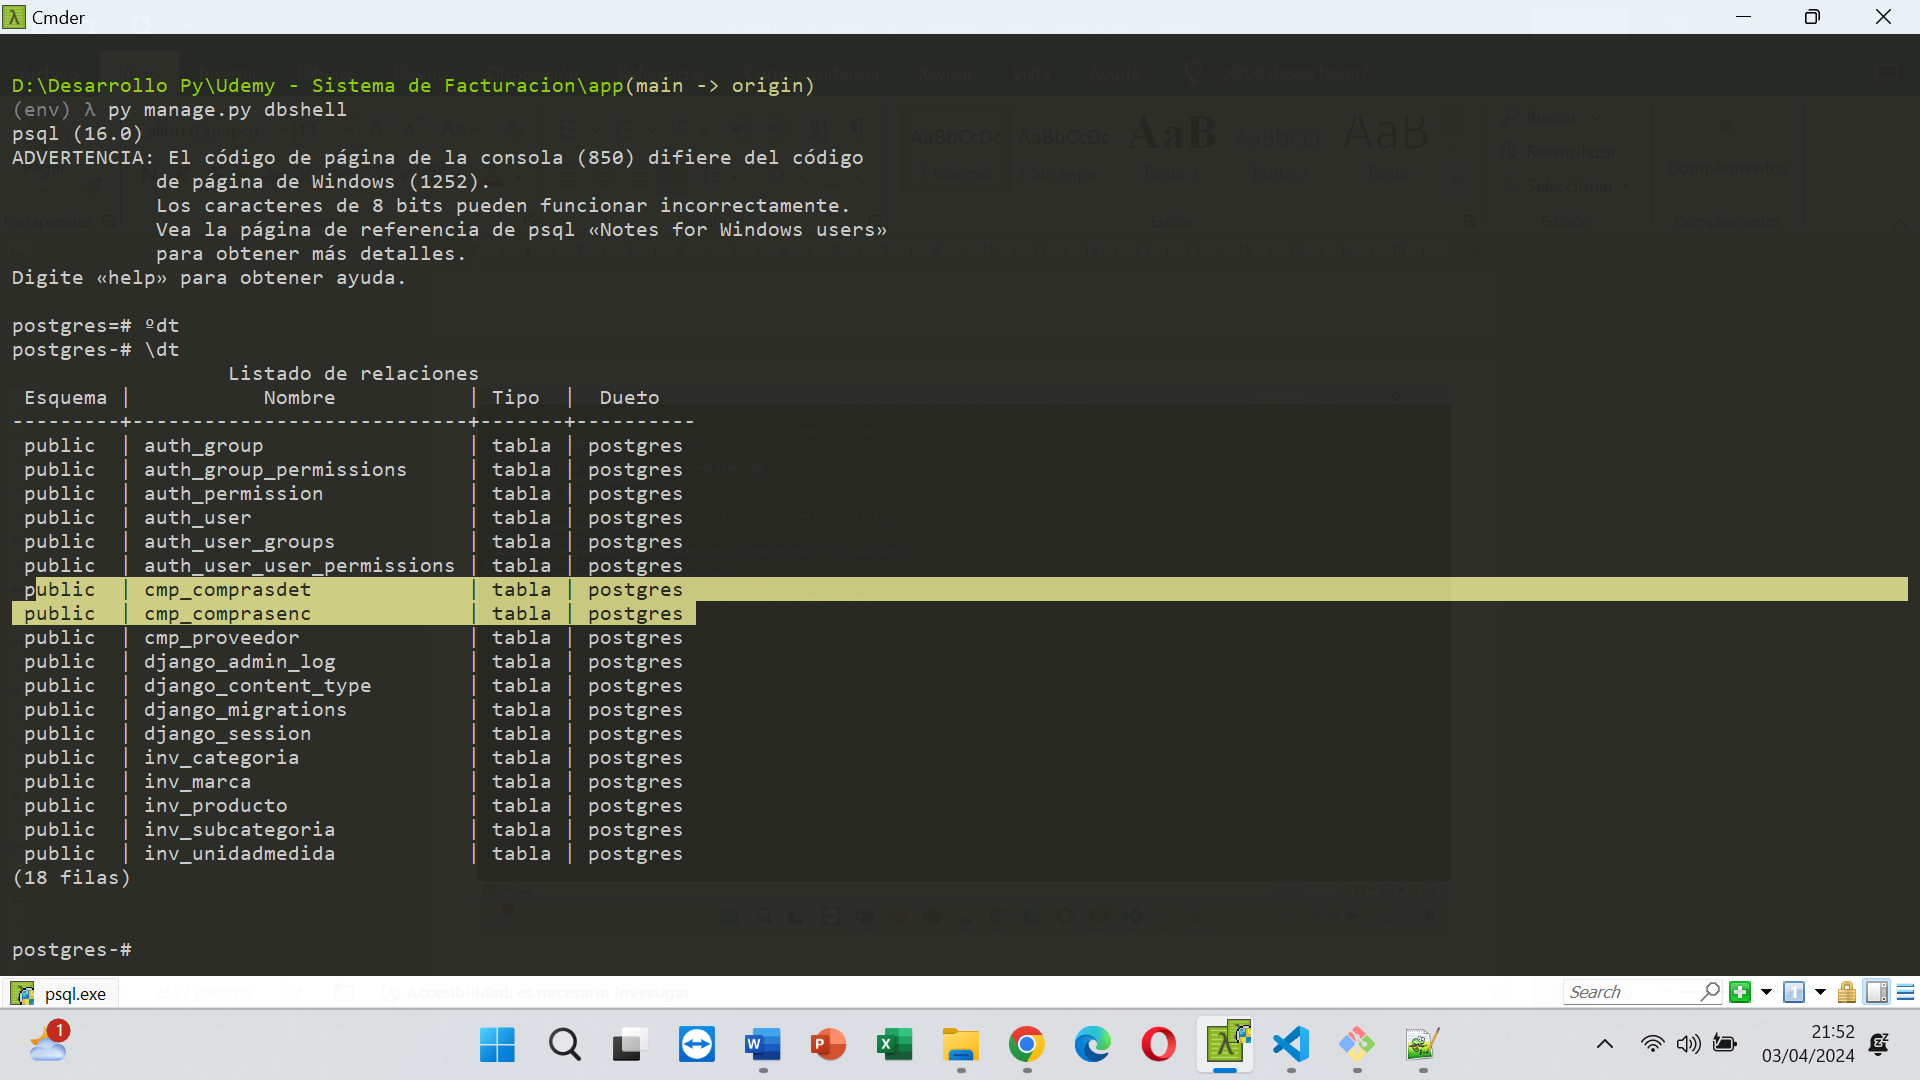 Cmder
D:\Desarrollo Py\Udemy - Sistema de Facturacion\app(main -> origin)
(env) λ py manage.py dbshell
psql (16.0)
ADVERTENCIA: El código de página de la consola (850) difiere del código
de página de Windows (1252).
Los caracteres de 8 bits pueden funcionar incorrectamente.
Vea la página de referencia de psql «Notes for Windows users»
para obtener más detalles.
Digite «help» para obtener ayuda.
postgres=# ºdt
postgres-# \dt
Listado de relaciones
Esquema | Nombre | Tipo | Due±o
---------+----------------------------+-------+----------
public | auth_group | tabla | postgres
public | auth_group_permissions | tabla | postgres
public | auth_permission | tabla | postgres
public | auth_user | tabla | postgres
public | auth_user_groups | tabla | postgres
public | auth_user_user_permissions | tabla | postgres
public | cmp_comprasdet | tabla | postgres
public | cmp_comprasenc | tabla | postgres
public | cmp_proveedor | tabla | postgres
public | django_admin_log | tabla | postgres
public | django_content_type | tabla | postgres
public | django_migrations | tabla | postgres
public | django_session | tabla | postgres
public | inv_categoria | tabla | postgres
public | inv_marca | tabla | postgres
public | inv_producto | tabla | postgres
public | inv_subcategoria | tabla | postgres
public | inv_unidadmedida | tabla | postgres
(18 filas)
postgres-#
psql.exe
Search
1
21:52
03/04/2024